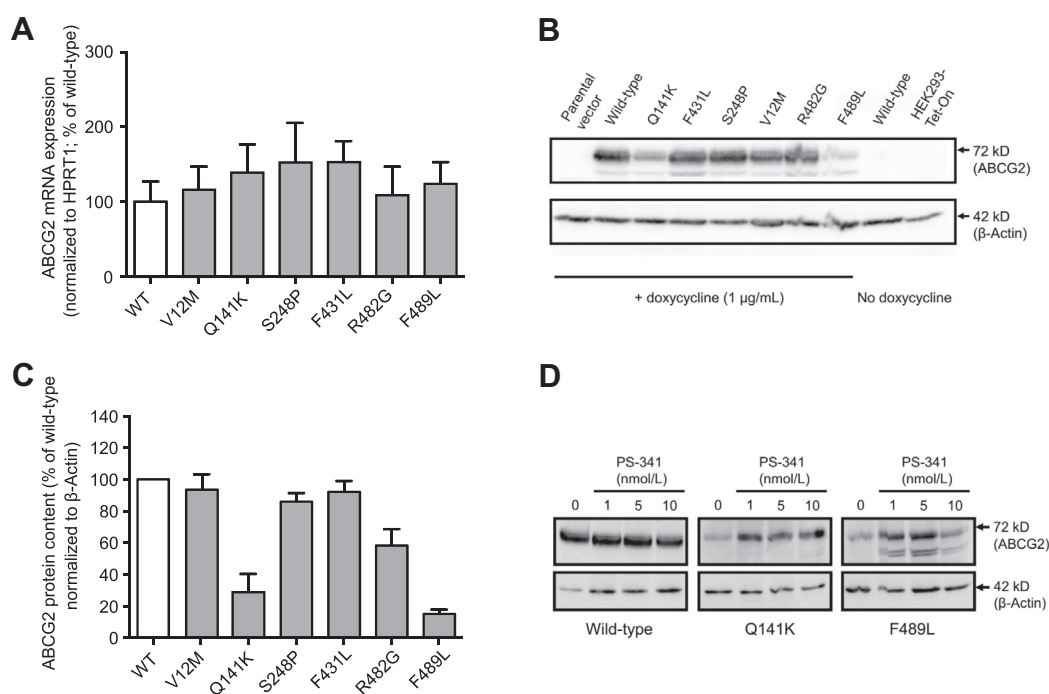 A
ABCG2 mRNA expression
(normalized to HPRT1; % of wild-type)
300
200
100
0
WT
V12M
Q141K
S248P
F431L
R482G
F489L
B
Parental
vector
Wild-type
Q141K
F431L
S248P
V12M
R482G
F489L
Wild-type
HEK293-
Tet-On
72 kD
(ABCG2)
42 kD
(β-Actin)
+ doxycycline (1 µg/mL)
No doxycycline
C
ABCG2 protein content (% of wild-type
normalized to β-Actin)
140
120
100
80
60
40
20
0
WT
V12M
Q141K
S248P
F431L
R482G
F489L
D
PS-341
(nmol/L)
0 1 5 10
PS-341
(nmol/L)
0 1 5 10
PS-341
(nmol/L)
0 1 5 10
72 kD
(ABCG2)
42 kD
(β-Actin)
Wild-type
Q141K
F489L